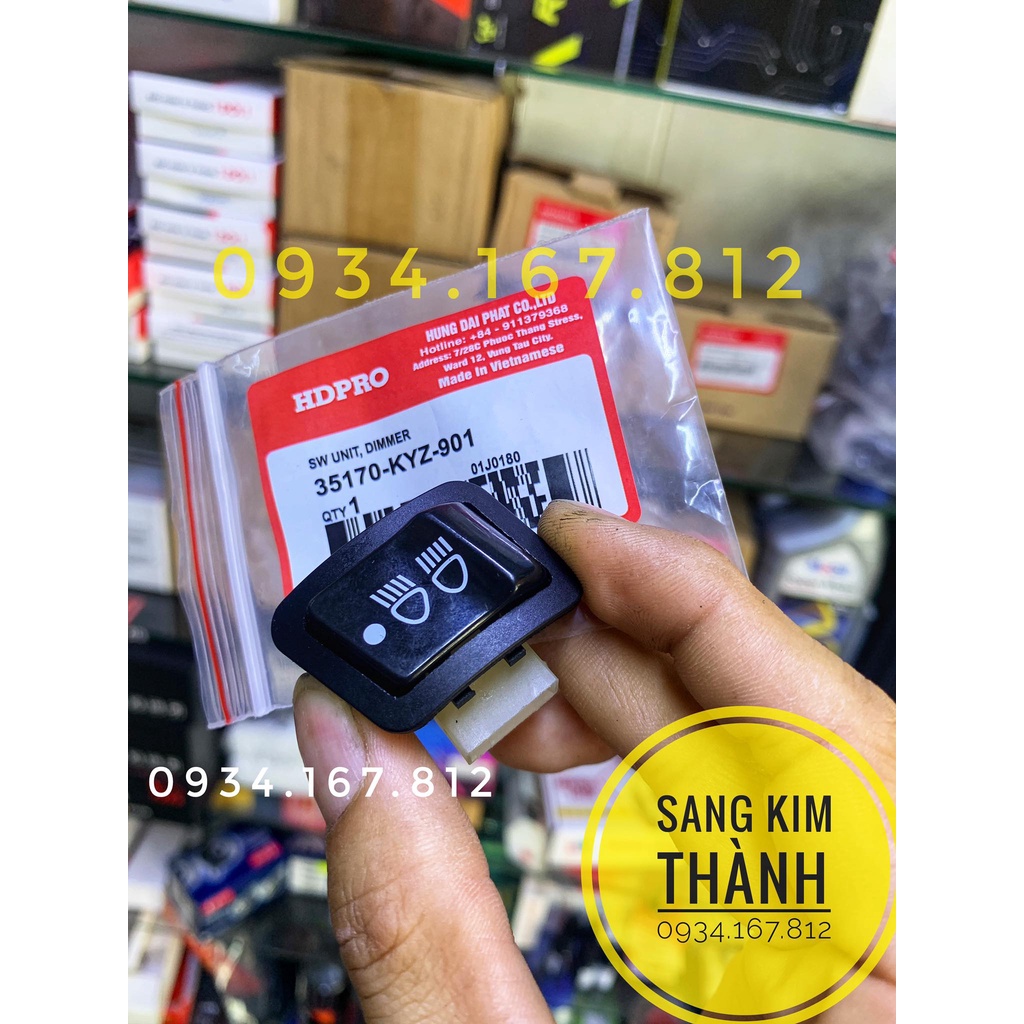 0934.167.812
HUNG DAI PHAT CO.,LTD
Hotline: +84 - 911379368
Address: 7/28C Phuoc Thang Stress,
Ward 12, Vung Tau City.
Made In Vietnamese
HDPRO
SW UNIT, DIMMER
35170-KYZ-901
01J0180
QTY 1
0934.167.812
SANG KIM
THÀNH
0934.167.812